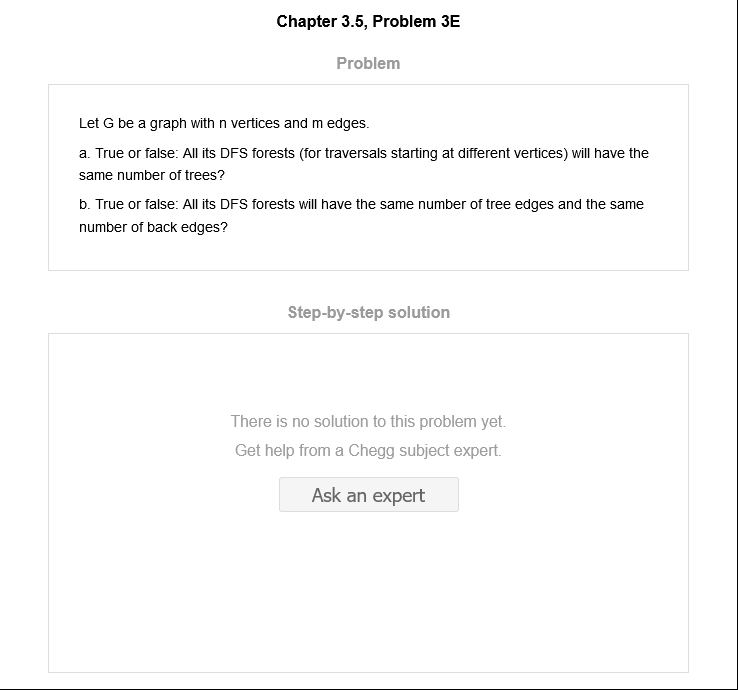 Chapter 3.5, Problem 3E
Problem
Let G be a graph with n vertices and m edges.
a. True or false: All its DFS forests (for traversals starting at different vertices) will have the
same number of trees?
b. True or false: All its DFS forests will have the same number of tree edges and the same
number of back edges?
Step-by-step solution
There is no solution to this problem yet.
Get help from a Chegg subject expert.
Ask an expert